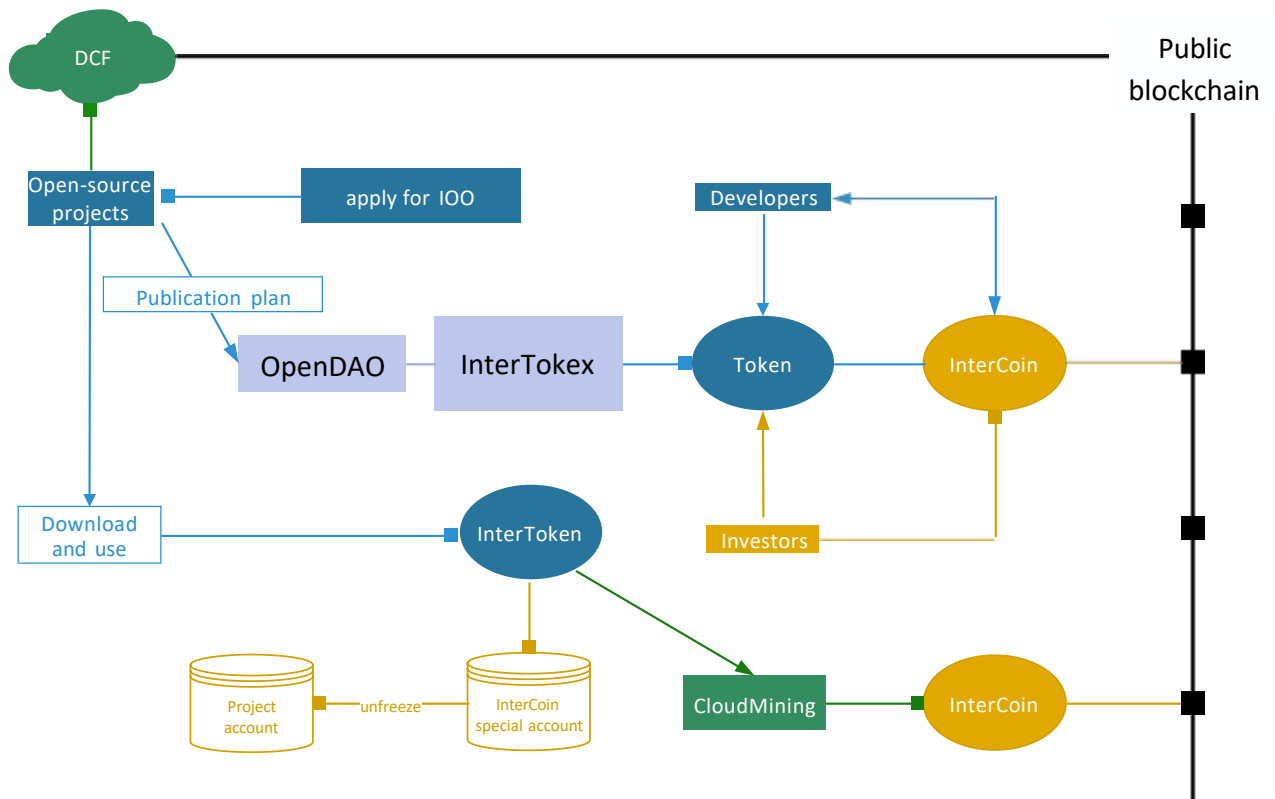 DCF
Public
blockchain
Open-source
projects
apply for IOO
Developers
Publication plan
OpenDAO
InterTokex
Token
InterCoin
Download
and use
InterToken
Investors
Project
account
unfreeze
InterCoin
special account
CloudMining
InterCoin